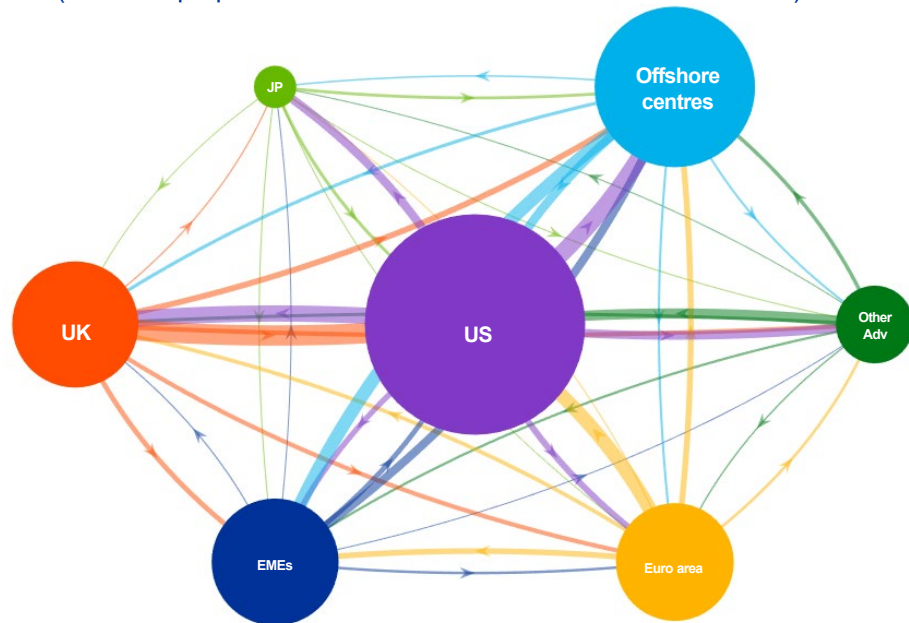 JP
Offshore
centres
UK
US
Other
Adv
EMEs
Euro area